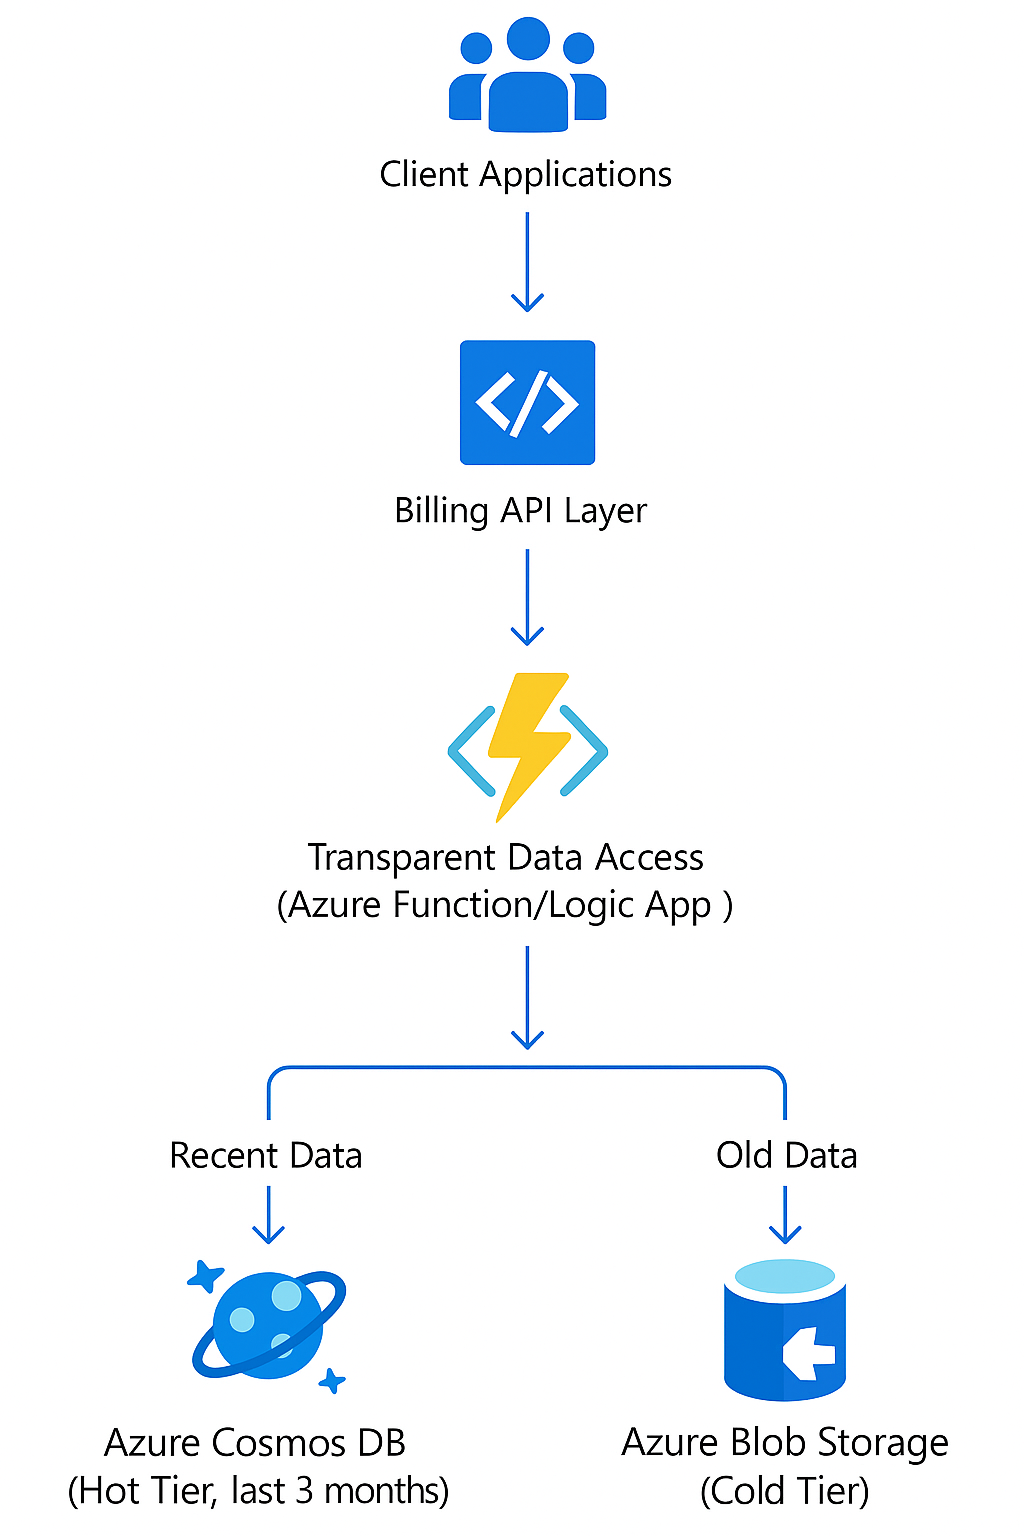 Client Applications
Billing API Layer
Transparent Data Access
(Azure Function/Logic App )
Recent Data
Old Data
Azure Cosmos DB
(Hot Tier, last 3 months)
Azure Blob Storage
(Cold Tier)